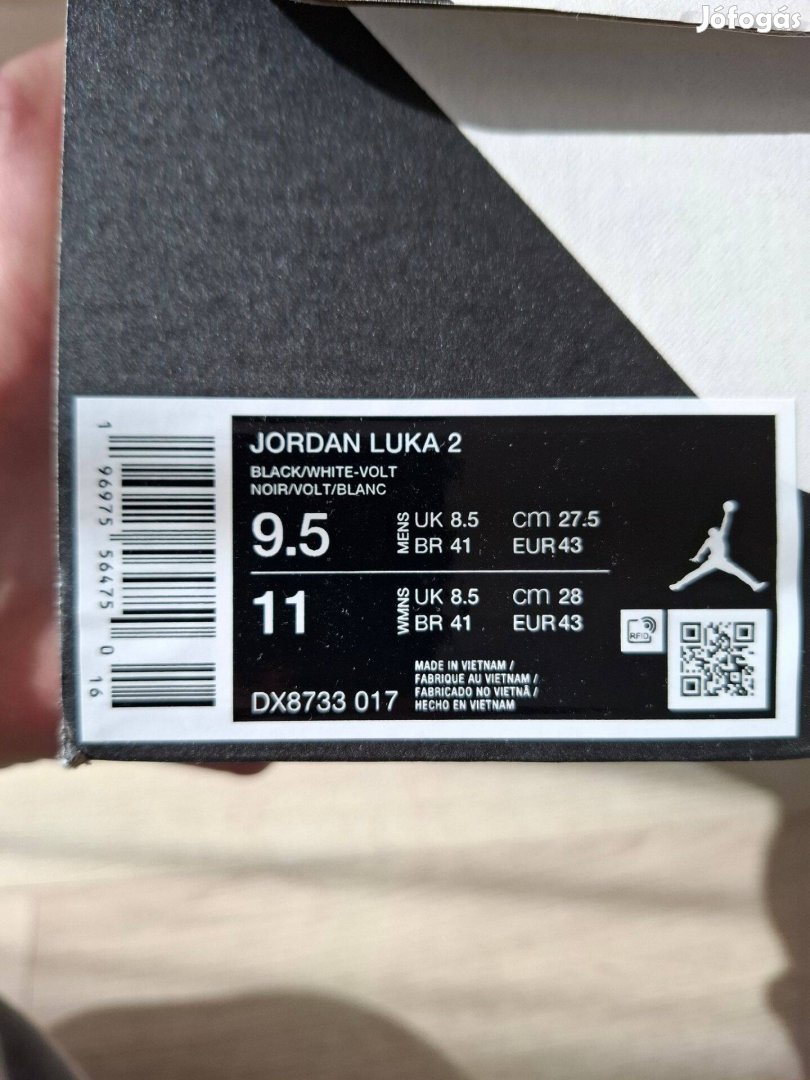 Jófogás
1 96975 56475 0 16
JORDAN LUKA 2
BLACK/WHITE-VOLT
NOIR/VOLT/BLANC
9.5
MENS
UK 8.5 cm 27.5
BR 41 EUR 43
11
WMNS
UK 8.5 cm 28
BR 41 EUR 43
RFID
MADE IN VIETNAM /
FABRIQUE AU VIETNAM /
FABRICADO NO VIETNÃ /
HECHO EN VIETNAM
DX8733 017